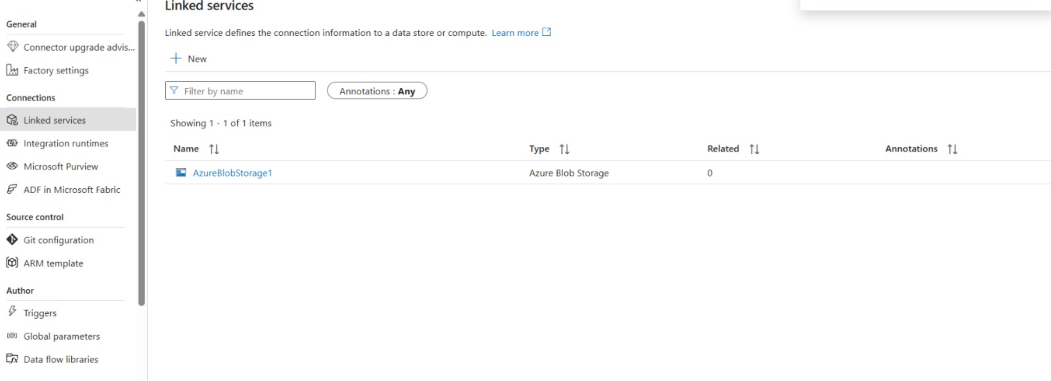 Linked services
General
Linked service defines the connection information to a data store or compute. Learn more
Connector upgrade advis...
+ New
Factory settings
Filter by name
Annotations : Any
Connections
Linked services
Showing 1 - 1 of 1 items
Integration runtimes
Name Type Related Annotations
Microsoft Purview
AzureBlobStorage1 Azure Blob Storage 0
ADF in Microsoft Fabric
Source control
Git configuration
ARM template
Author
Triggers
Global parameters
Data flow libraries